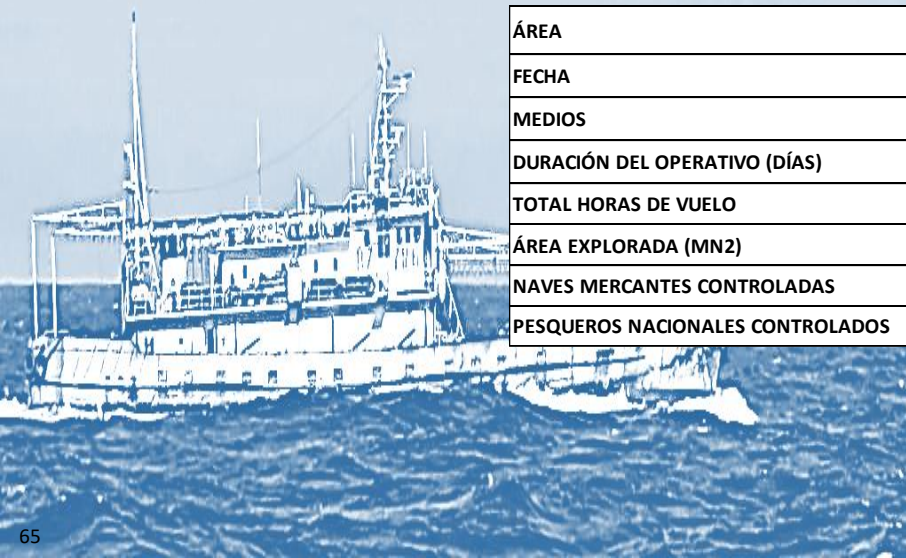 ÁREA
FECHA
MEDIOS
DURACIÓN DEL OPERATIVO (DÍAS)
TOTAL HORAS DE VUELO
ÁREA EXPLORADA (MN2)
NAVES MERCANTES CONTROLADAS
PESQUEROS NACIONALES CONTROLADOS
65